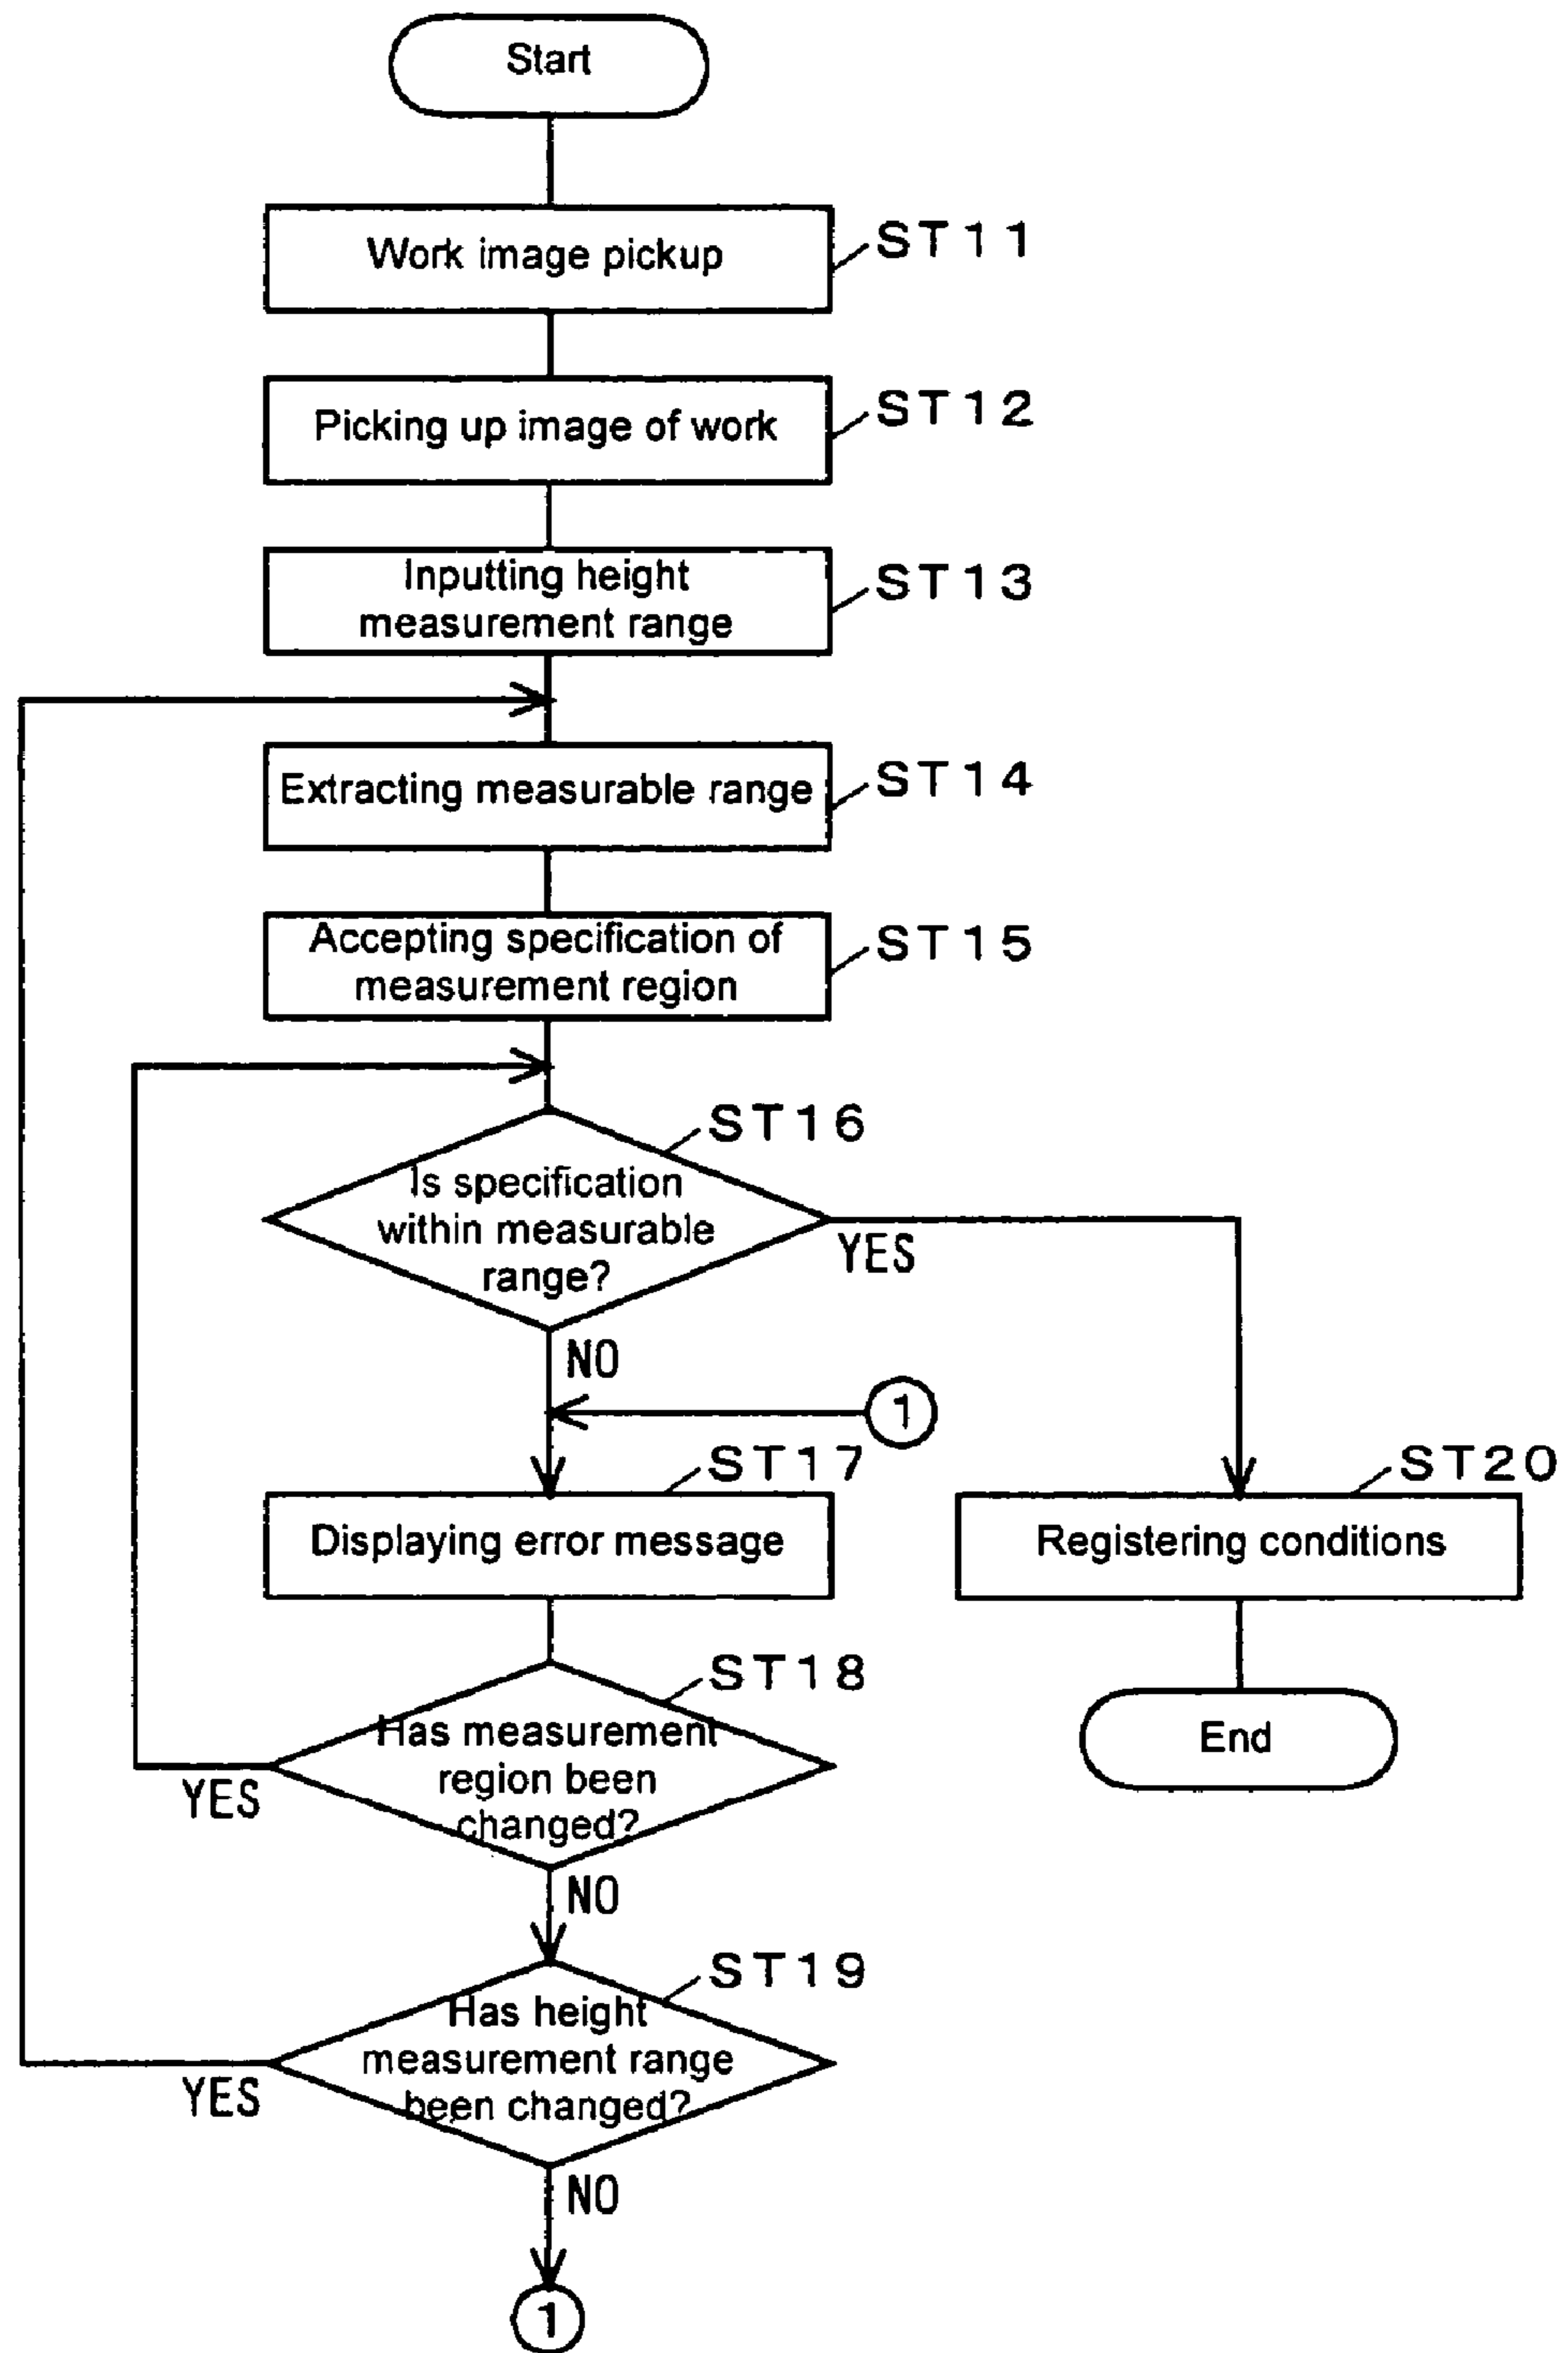 Start
Work image pickup
ST11
Picking up image of work
ST12
Inputting height
measurement range
ST13
Extracting measurable range
ST14
Accepting specification of
measurement region
ST15
ST16
Is specification
within measurable
range?
YES
NO
1
ST17
Displaying error message
ST20
Registering conditions
ST18
Has measurement
region been
changed?
YES
End
NO
ST19
Has height
measurement range
been changed?
YES
NO
1